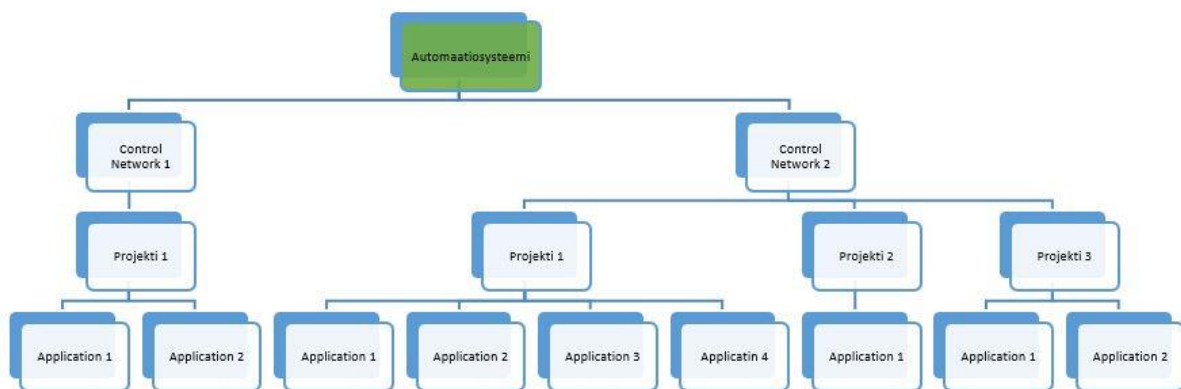 Automaatiosysteemi
Control
Network 1
Control
Network 2
Projekti 1
Projekti 1
Projekti 2
Projekti 3
Application 1
Application 2
Application 1
Application 2
Application 3
Applicatin 4
Application 1
Application 1
Application 2